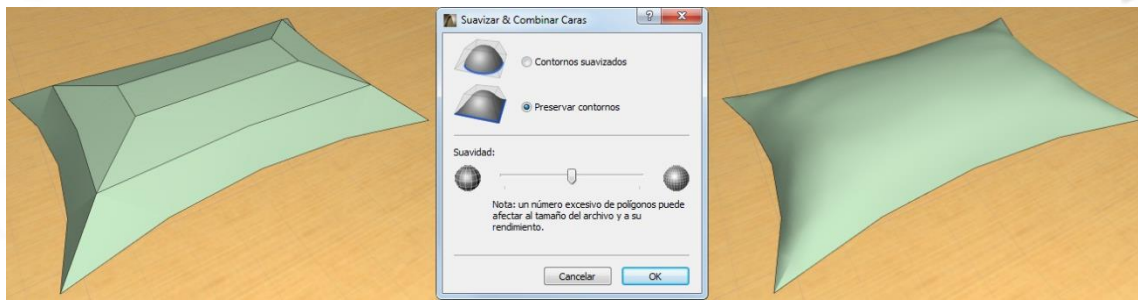 Suavizar & Combinar Caras
Contornos suavizados
Preservar contornos
Suavidad:
Nota: un número excesivo de polígonos puede
afectar al tamaño del archivo y a su
rendimiento.
Cancelar
OK